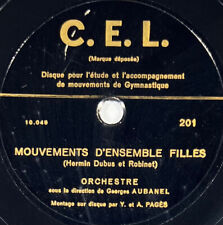 C. E. L.
(Marque déposée)
Disque pour l'étude et l'accompagnement
de mouvements de Gymnastique
10.049
201
MOUVEMENTS D'ENSEMBLE FILLES
(Hermin Dubus et Robinet)
ORCHESTRE
sous la direction de Georges AUBANEL
Montage sur disque par Y. et A. PAGÈS